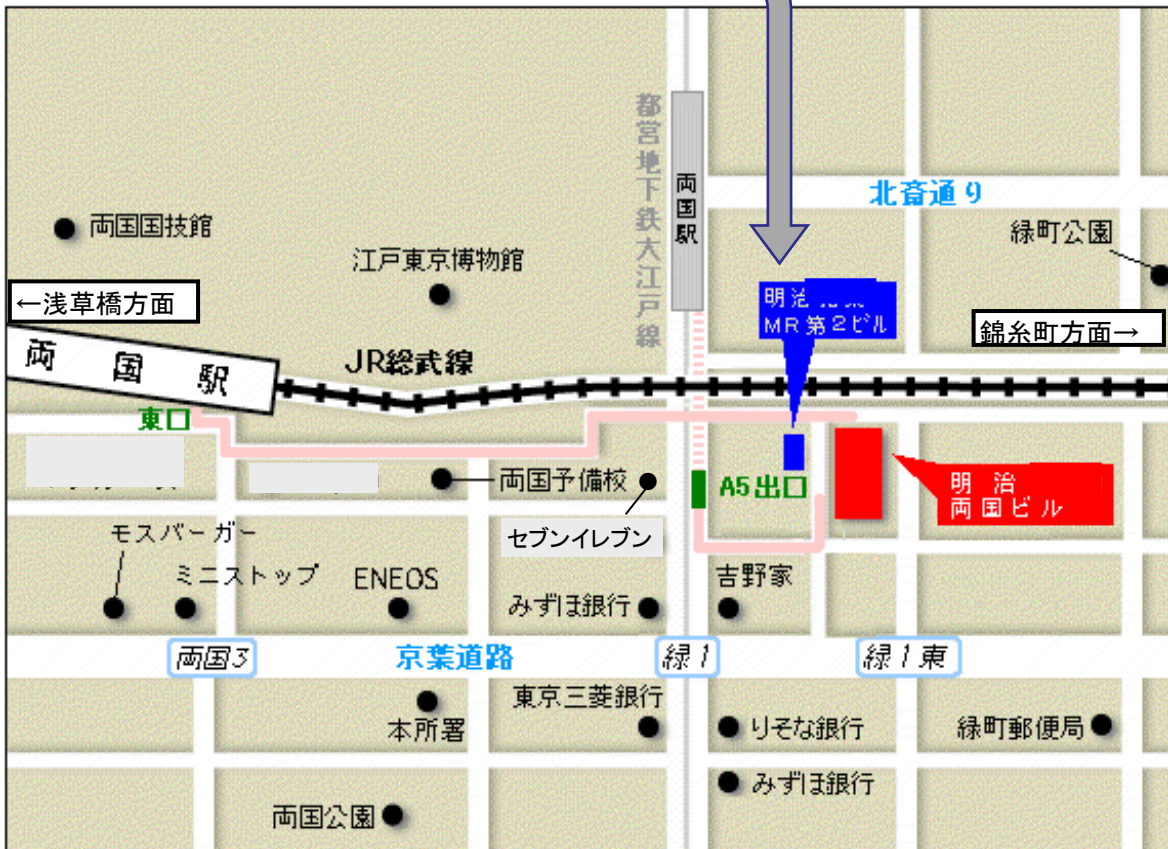 都営地下鉄大江戸線
両国駅
北斎通り
両国国技館
緑町公園
江戸東京博物館
←浅草橋方面
明治
MR第2ビル
錦糸町方面→
両国駅
JR総武線
東口
両国予備校
A5出口
明治
両国ビル
セブンイレブン
モスバーガー
ミニストップ
ENEOS
吉野家
みずほ銀行
両国3
京葉道路
緑1
緑1東
東京三菱銀行
本所署
りそな銀行
緑町郵便局
みずほ銀行
両国公園